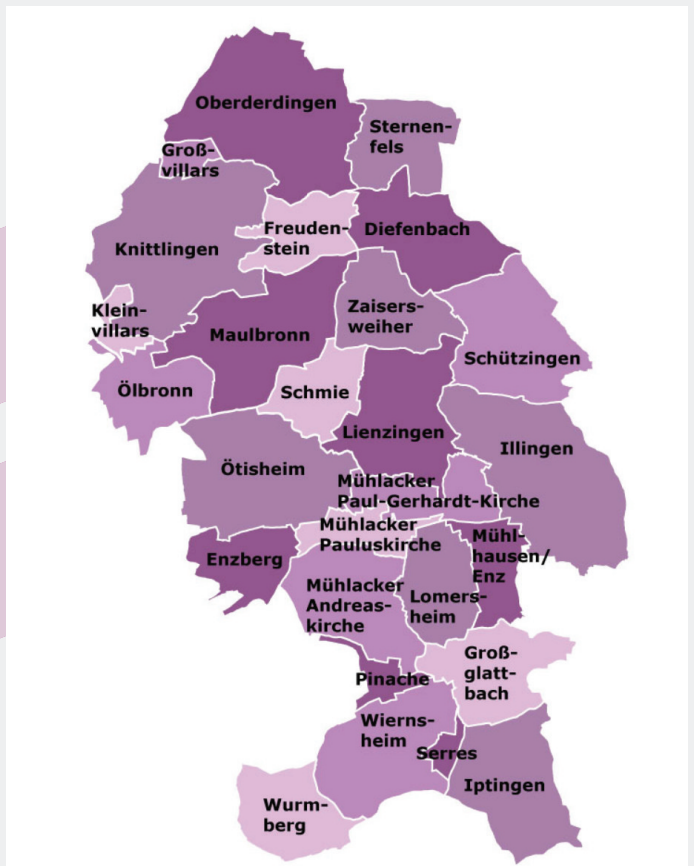 Oberderdingen
Sternen-
fels
Groß-
villars
Freuden-
stein
Diefenbach
Knittlingen
Klein-
villars
Zaisers-
weiher
Maulbronn
Schützingen
Ölbronn
Schmie
Lienzingen
Illingen
Ötisheim
Mühlacker
Paul-Gerhardt-Kirche
Mühlacker
Pauluskirche
Mühl-
hausen/
Enz
Enzberg
Mühlacker
Andreas-
kirche
Lomers-
heim
Groß-
glatt-
bach
Pinache
Wierns-
heim
Serres
Iptingen
Wurm-
berg